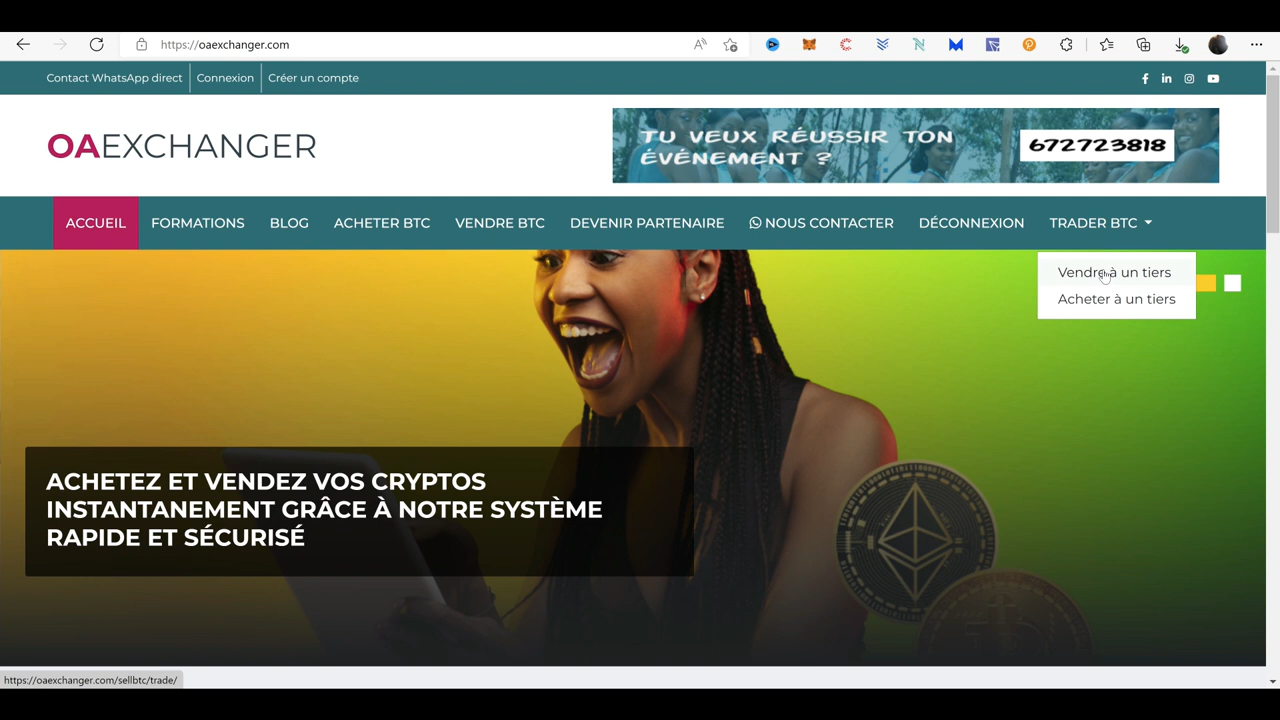 https://oaexchanger.com
Contact WhatsApp direct
Connexion
Créer un compte
OAEXCHANGER
TU VEUX RÉUSSIR TON
ÉVÉNEMENT ?
672723818
ACCUEIL
FORMATIONS
BLOG
ACHETER BTC
VENDRE BTC
DEVENIR PARTENAIRE
NOUS CONTACTER
DÉCONNEXION
TRADER BTC
Vendre à un tiers
Acheter à un tiers
ACHETEZ ET VENDEZ VOS CRYPTOS
INSTANTANEMENT GRÂCE À NOTRE SYSTÈME
RAPIDE ET SÉCURISÉ
https://oaexchanger.com/sellbtc/trade/